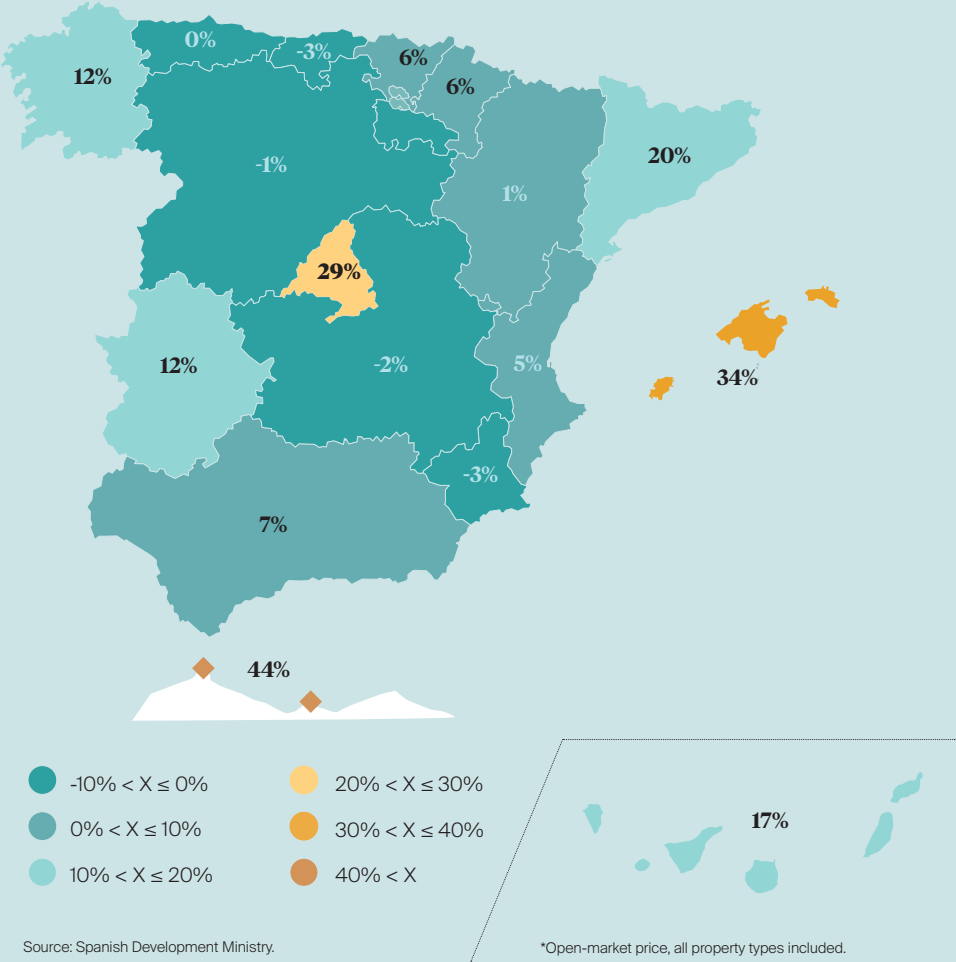 0%
-3%
6%
12%
6%
20%
-1%
1%
29%
12%
-2%
5%
34%
-3%
7%
44%
-10% < X ≤ 0%
0% < X ≤ 10%
10% < X ≤ 20%
20% < X ≤ 30%
30% < X ≤ 40%
40% < X
17%
Source: Spanish Development Ministry.
*Open-market price, all property types included.